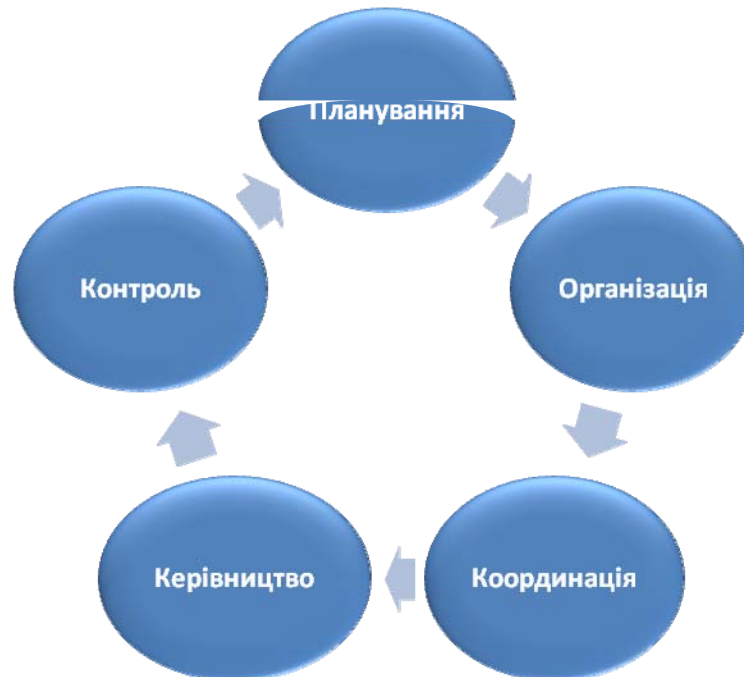 Планування
Організація
Координація
Керівництво
Контроль